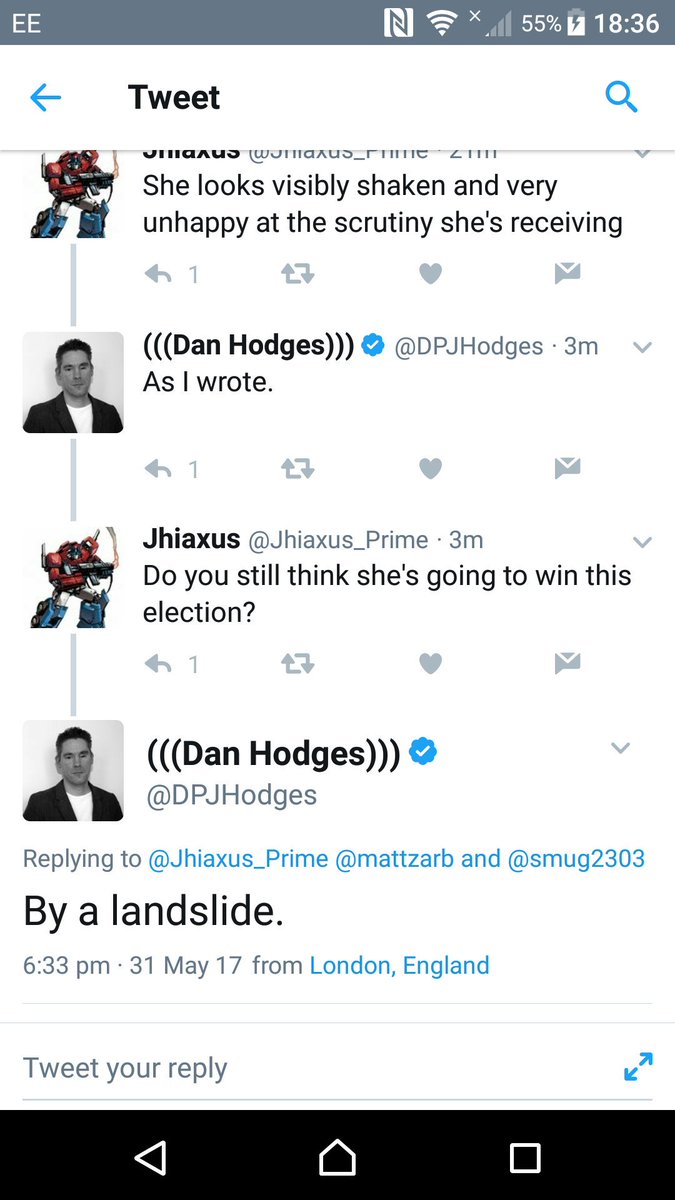 EE 55% 18:36
Tweet
Jhiaxus @Jhiaxus_Prime · 21m
She looks visibly shaken and very
unhappy at the scrutiny she's receiving
1
(((Dan Hodges))) @DPJHodges · 3m
As I wrote.
1
Jhiaxus @Jhiaxus_Prime · 3m
Do you still think she's going to win this
election?
1
(((Dan Hodges)))
@DPJHodges
Replying to @Jhiaxus_Prime @mattzarb and @smug2303
By a landslide.
6:33 pm · 31 May 17 from London, England
Tweet your reply